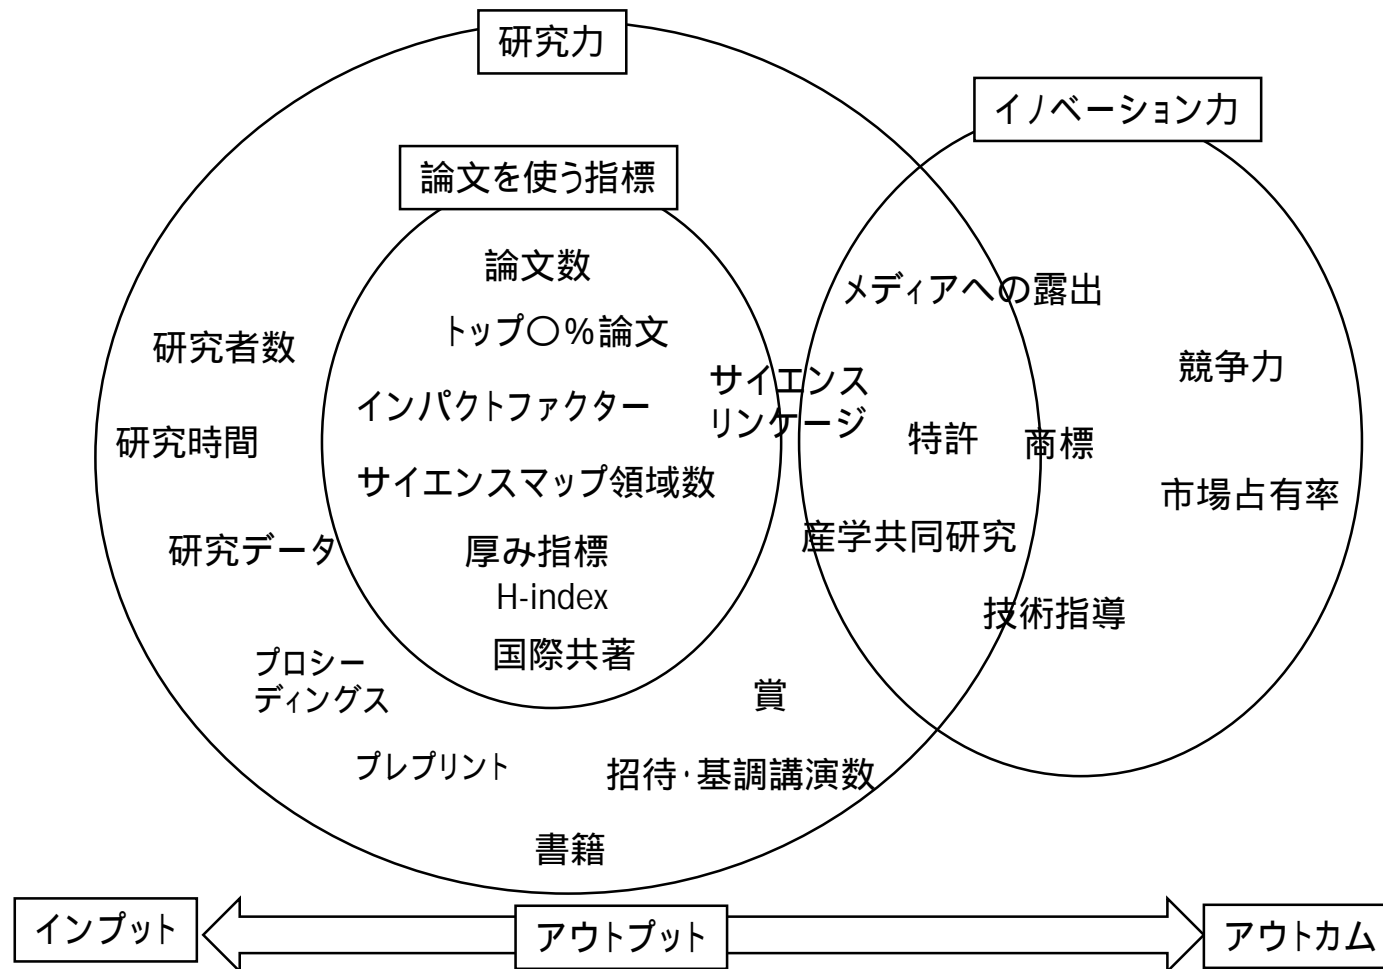 研究力
イノベーション力
論文を使う指標
論文数
トップ〇%論文
インパクトファクター
サイエンスマップ領域数
厚み指標
H-index
国際共著
研究者数
研究時間
研究データ
プロシー
ディングス
プレプリント
書籍
賞
招待・基調講演数
サイエンス
リンケージ
メディアへの露出
特許
商標
産学共同研究
技術指導
競争力
市場占有率
インプット
アウトプット
アウトカム